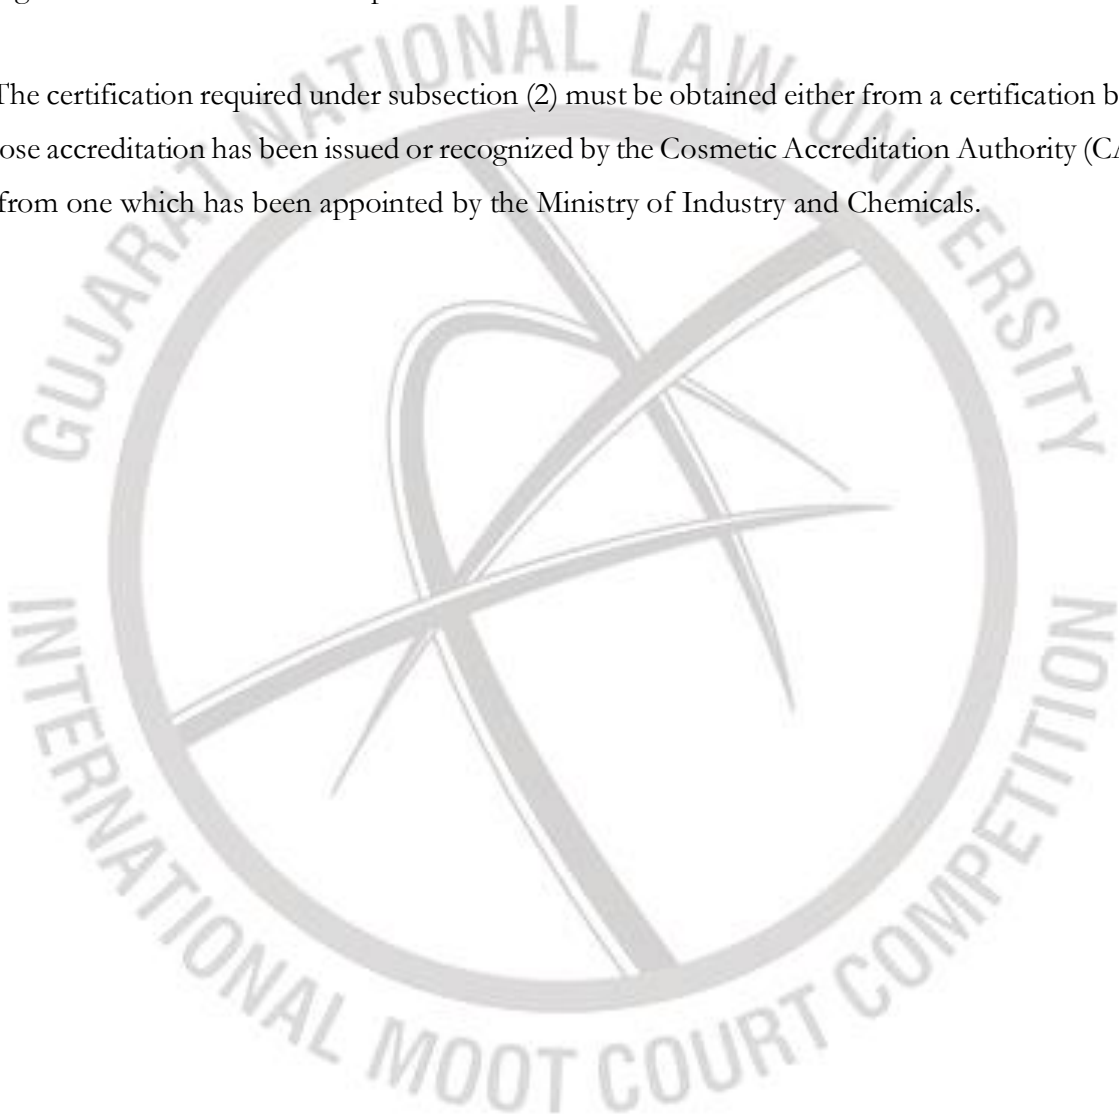 The certification required under subsection (2) must be obtained either from a certification b
ose accreditation has been issued or recognized by the Cosmetic Accreditation Authority (CA
from one which has been appointed by the Ministry of Industry and Chemicals.
GUJARAT NATIONAL LAW UNIVERSITY
INTERNATIONAL MOOT COURT COMPETITION